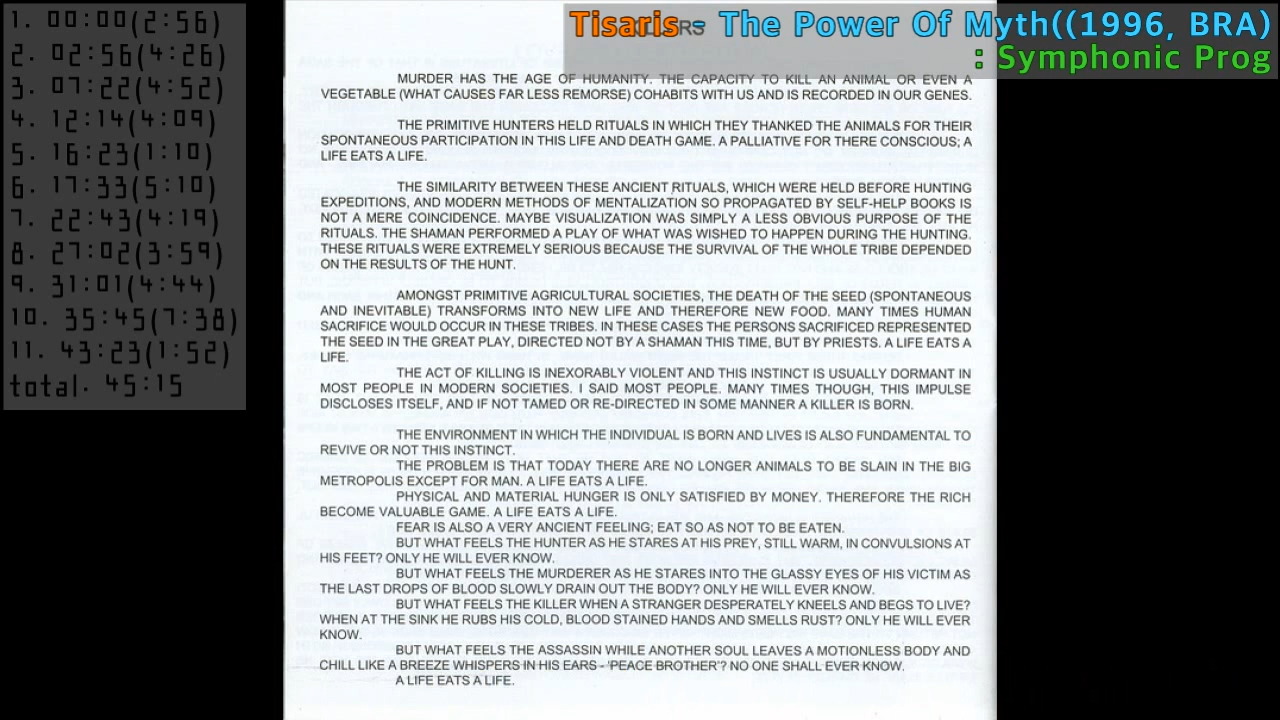 1. 00:00(2:56)
2. 02:56(4:26)
3. 07:22(4:52)
4. 12:14(4:09)
5. 16:23(1:10)
6. 17:33(5:10)
7. 22:43(4:19)
8. 27:02(3:59)
9. 31:01(4:44)
10. 35:45(7:38)
11. 43:23(1:52)
total. 45:15
Tisaris - The Power Of Myth((1996, BRA)
: Symphonic Prog
MURDER HAS THE AGE OF HUMANITY. THE CAPACITY TO KILL AN ANIMAL OR EVEN A
VEGETABLE (WHAT CAUSES FAR LESS REMORSE) COHABITS WITH US AND IS RECORDED IN OUR GENES.
THE PRIMITIVE HUNTERS HELD RITUALS IN WHICH THEY THANKED THE ANIMALS FOR THEIR
SPONTANEOUS PARTICIPATION IN THIS LIFE AND DEATH GAME. A PALLIATIVE FOR THERE CONSCIOUS; A
LIFE EATS A LIFE.
THE SIMILARITY BETWEEN THESE ANCIENT RITUALS, WHICH WERE HELD BEFORE HUNTING
EXPEDITIONS, AND MODERN METHODS OF MENTALIZATION SO PROPAGATED BY SELF-HELP BOOKS IS
NOT A MERE COINCIDENCE. MAYBE VISUALIZATION WAS SIMPLY A LESS OBVIOUS PURPOSE OF THE
RITUALS. THE SHAMAN PERFORMED A PLAY OF WHAT WAS WISHED TO HAPPEN DURING THE HUNTING.
THESE RITUALS WERE EXTREMELY SERIOUS BECAUSE THE SURVIVAL OF THE WHOLE TRIBE DEPENDED
ON THE RESULTS OF THE HUNT.
AMONGST PRIMITIVE AGRICULTURAL SOCIETIES, THE DEATH OF THE SEED (SPONTANEOUS
AND INEVITABLE) TRANSFORMS INTO NEW LIFE AND THEREFORE NEW FOOD. MANY TIMES HUMAN
SACRIFICE WOULD OCCUR IN THESE TRIBES. IN THESE CASES THE PERSONS SACRIFICED REPRESENTED
THE SEED IN THE GREAT PLAY, DIRECTED NOT BY A SHAMAN THIS TIME, BUT BY PRIESTS. A LIFE EATS A
LIFE.
THE ACT OF KILLING IS INEXORABLY VIOLENT AND THIS INSTINCT IS USUALLY DORMANT IN
MOST PEOPLE IN MODERN SOCIETIES. I SAID MOST PEOPLE. MANY TIMES THOUGH, THIS IMPULSE
DISCLOSES ITSELF, AND IF NOT TAMED OR RE-DIRECTED IN SOME MANNER A KILLER IS BORN.
THE ENVIRONMENT IN WHICH THE INDIVIDUAL IS BORN AND LIVES IS ALSO FUNDAMENTAL TO
REVIVE OR NOT THIS INSTINCT.
THE PROBLEM IS THAT TODAY THERE ARE NO LONGER ANIMALS TO BE SLAIN IN THE BIG
METROPOLIS EXCEPT FOR MAN. A LIFE EATS A LIFE.
PHYSICAL AND MATERIAL HUNGER IS ONLY SATISFIED BY MONEY. THEREFORE THE RICH
BECOME VALUABLE GAME. A LIFE EATS A LIFE.
FEAR IS ALSO A VERY ANCIENT FEELING; EAT SO AS NOT TO BE EATEN.
BUT WHAT FEELS THE HUNTER AS HE STARES AT HIS PREY, STILL WARM, IN CONVULSIONS AT
HIS FEET? ONLY HE WILL EVER KNOW.
BUT WHAT FEELS THE MURDERER AS HE STARES INTO THE GLASSY EYES OF HIS VICTIM AS
THE LAST DROPS OF BLOOD SLOWLY DRAIN OUT THE BODY? ONLY HE WILL EVER KNOW.
BUT WHAT FEELS THE KILLER WHEN A STRANGER DESPERATELY KNEELS AND BEGS TO LIVE?
WHEN AT THE SINK HE RUBS HIS COLD, BLOOD STAINED HANDS AND SMELLS RUST? ONLY HE WILL EVER
KNOW.
BUT WHAT FEELS THE ASSASSIN WHILE ANOTHER SOUL LEAVES A MOTIONLESS BODY AND
CHILL LIKE A BREEZE WHISPERS IN HIS EARS - 'PEACE BROTHER'? NO ONE SHALL EVER KNOW.
A LIFE EATS A LIFE.